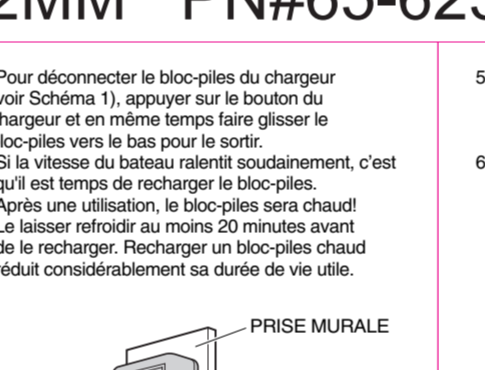 2MM PN#65-623
Pour déconnecter le bloc-piles du chargeur
voir Schéma 1), appuyer sur le bouton du
chargeur et en même temps faire glisser le
bloc-piles vers le bas pour le sortir.
Si la vitesse du bateau ralentit soudainement, c'est
qu'il est temps de recharger le bloc-piles.
Après une utilisation, le bloc-piles sera chaud!
Le laisser refroidir au moins 20 minutes avant
de le recharger. Recharger un bloc-piles chaud
réduit considérablement sa durée de vie utile.
5
6
PRISE MURALE